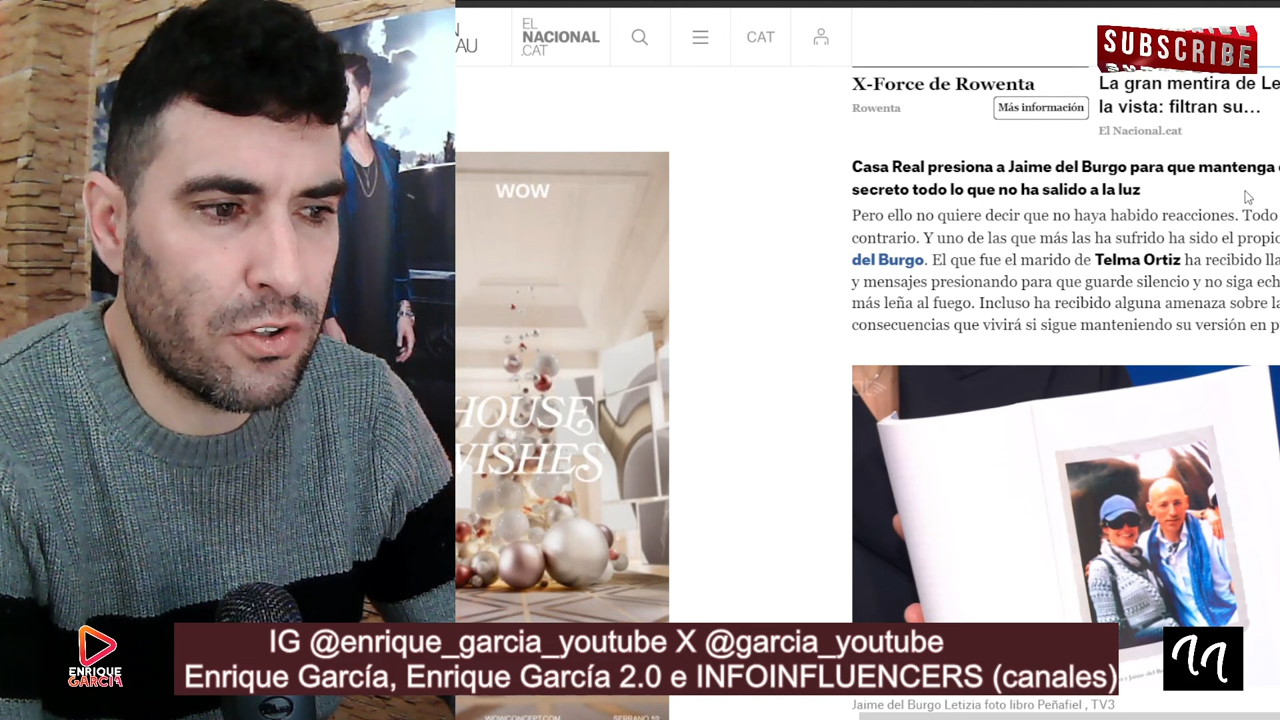 N
AU
EL
NACIONAL
.CAT
CAT
SUBSCRIBE
X-Force de Rowenta
Rowenta
Más información
La gran mentira de Le
la vista: filtran su...
El Nacional.cat
Casa Real presiona a Jaime del Burgo para que mantenga
secreto todo lo que no ha salido a la luz
Pero ello no quiere decir que no haya habido reacciones. Todo
contrario. Y uno de las que más las ha sufrido ha sido el propio
del Burgo. El que fue el marido de Telma Ortiz ha recibido lla
y mensajes presionando para que guarde silencio y no siga ech
más leña al fuego. Incluso ha recibido alguna amenaza sobre la
consecuencias que vivirá si sigue manteniendo su versión en p
WOW
HOUSE
WISHES
IG @enrique_garcia_youtube X @garcia_youtube
Enrique García, Enrique García 2.0 e INFOINFLUENCERS (canales)
ENRIQUE
GARCÍA
Jaime del Burgo Letizia foto libro Peñafiel , TV3
WOWCONCEPT.COM
SERRANO 52